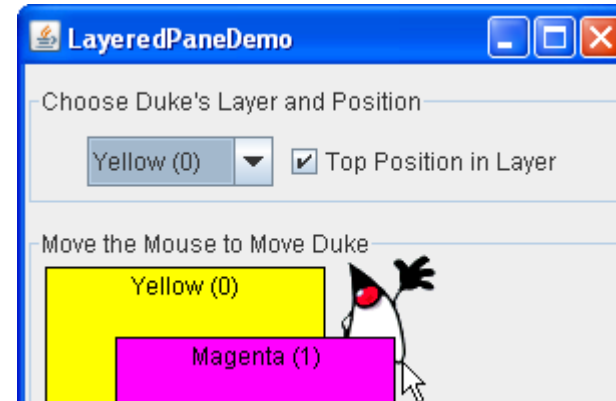 LayeredPaneDemo
Choose Duke's Layer and Position
Yellow (0) Top Position in Layer
Move the Mouse to Move Duke
Yellow (0)
Magenta (1)